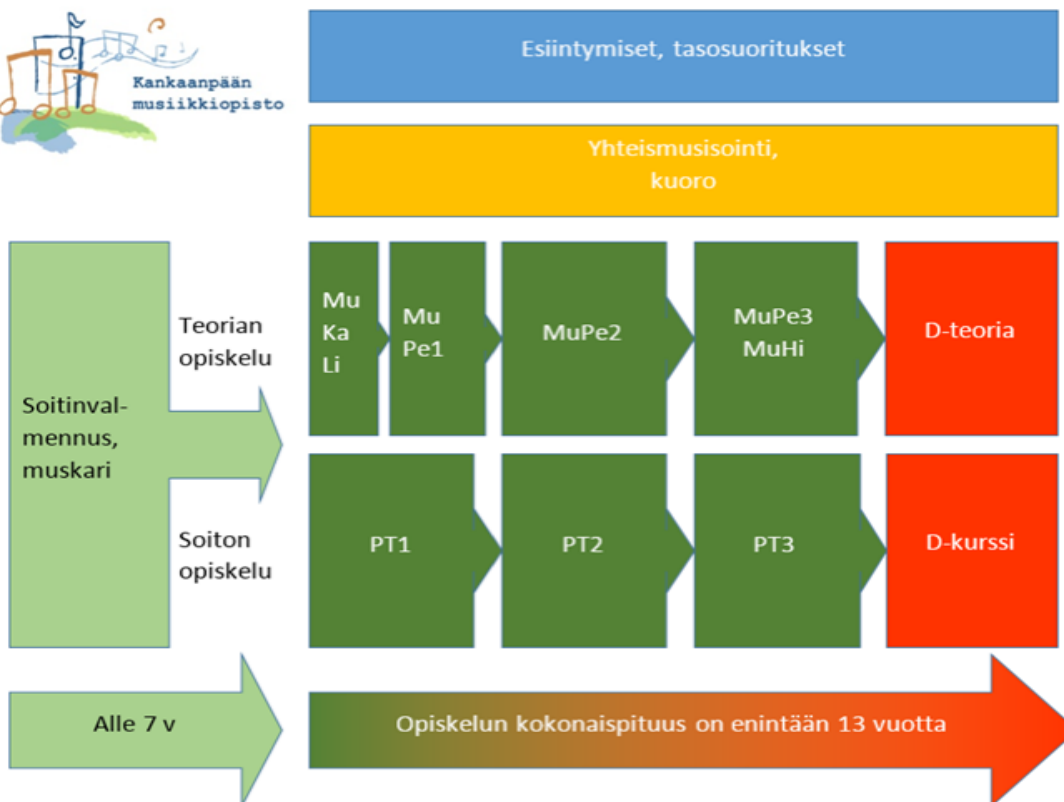 Kankaanpään
musiikkiopisto
Esiintymiset, tasosuoritukset
Yhteismusisointi,
kuoro
Soitinval-
mennus,
muskari
Teorian
opiskelu
Mu
Ka
Li
Mu
Pe1
MuPe2
MuPe3
MuHi
D-teoria
Soiton
opiskelu
PT1
PT2
PT3
D-kurssi
Alle 7 v
Opiskelun kokonaispituus on enintään 13 vuotta